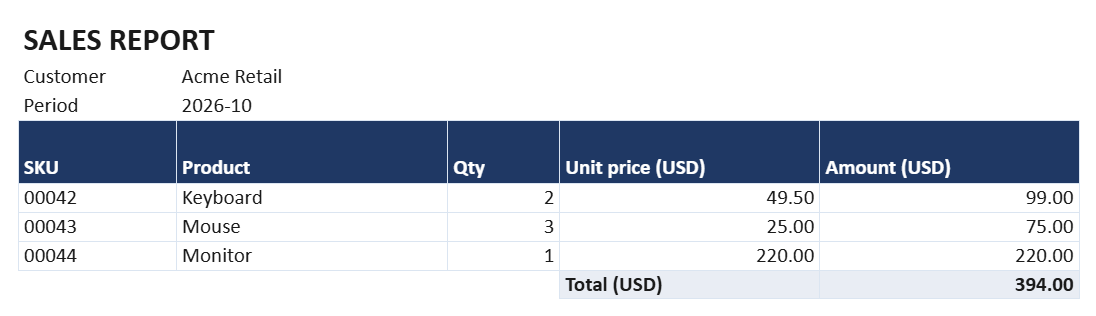 SALES REPORT
Customer Acme Retail
Period 2026-10
SKU Product Qty Unit price (USD) Amount (USD)
00042 Keyboard 2 49.50 99.00
00043 Mouse 3 25.00 75.00
00044 Monitor 1 220.00 220.00
Total (USD) 394.00